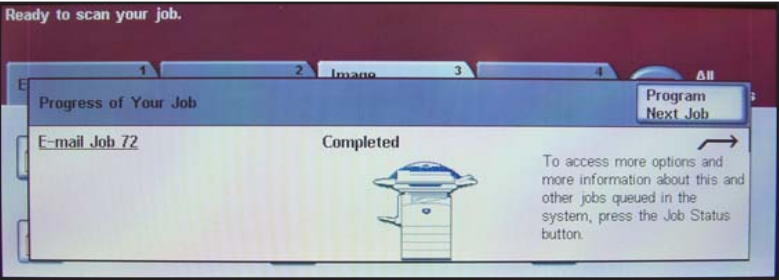 Ready to scan your job.
1
2
Image
3
4
All
Progress of Your Job
Program
Next Job
E-mail Job 72
Completed
To access more options and
more information about this and
other jobs queued in the
system, press the Job Status
button.